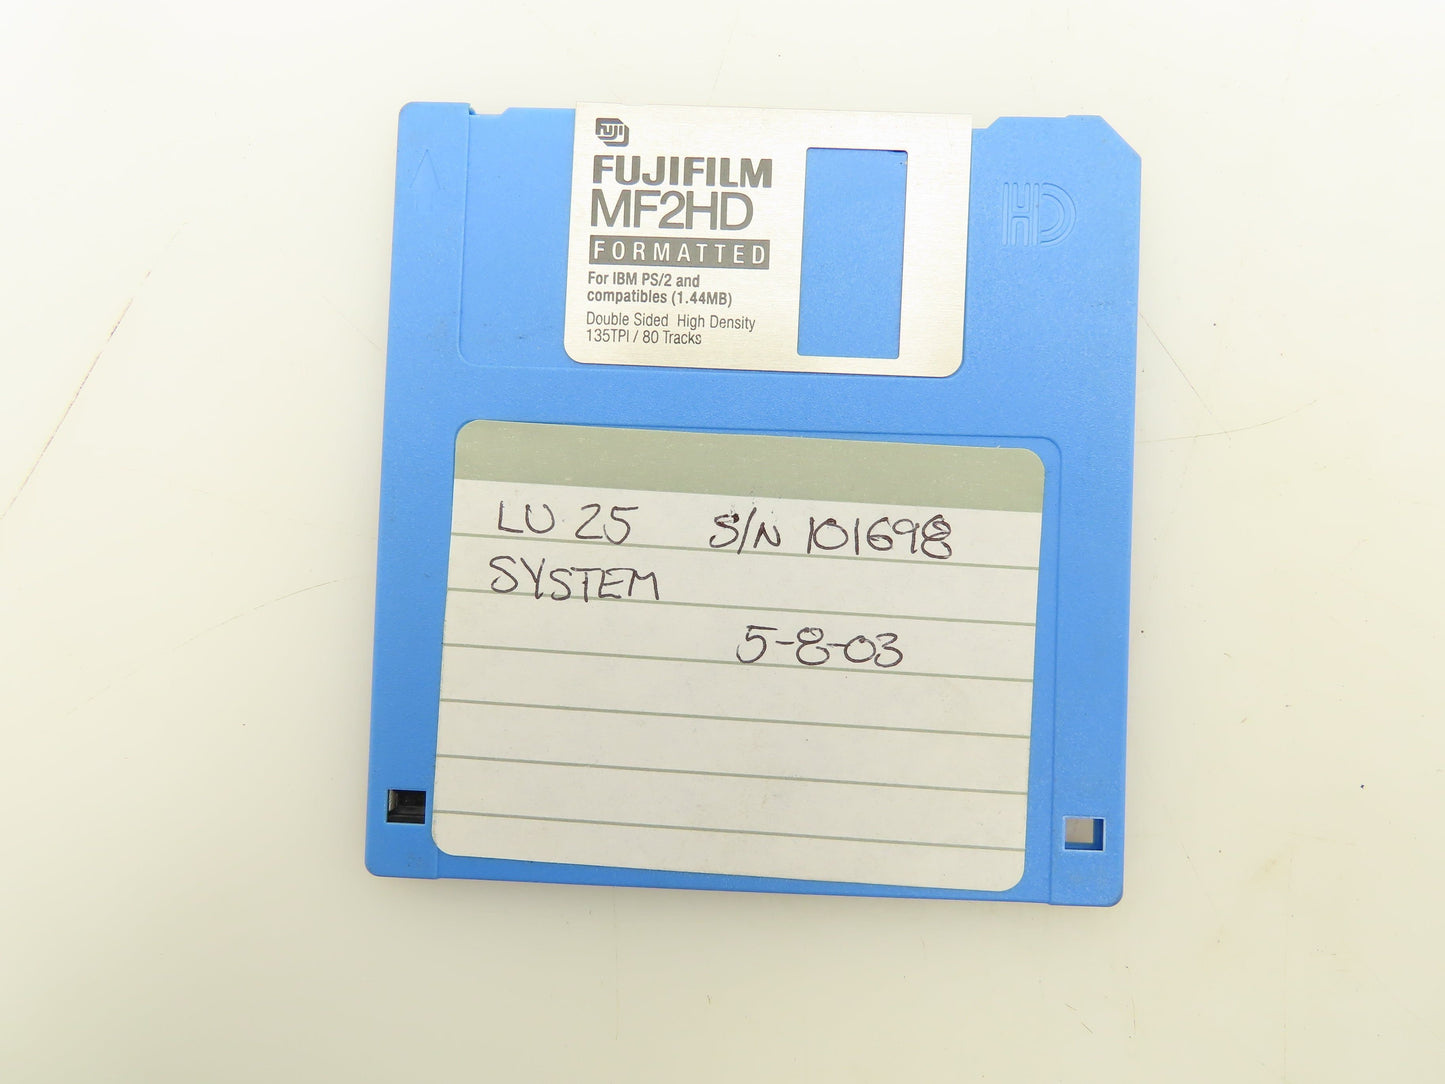 FUJI
FUJIFILM
MF2HD
FORMATTED
For IBM PS/2 and
compatibles (1.44MB)
Double Sided High Density
135TPI / 80 Tracks
HD
LU 25 S/N 101698
SYSTEM
5-8-03